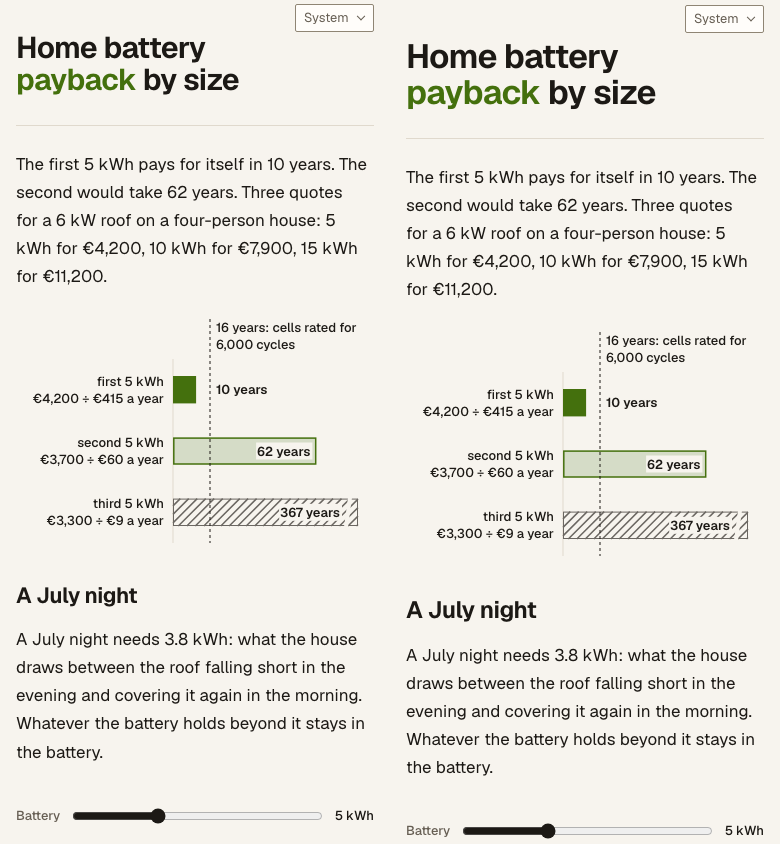 System
Home battery
payback by size
The first 5 kWh pays for itself in 10 years. The
second would take 62 years. Three quotes
for a 6 kW roof on a four-person house: 5
kWh for €4,200, 10 kWh for €7,900, 15 kWh
for €11,200.
16 years: cells rated for
6,000 cycles
first 5 kWh
€4,200 ÷ €415 a year
10 years
second 5 kWh
€3,700 ÷ €60 a year
62 years
third 5 kWh
€3,300 ÷ €9 a year
367 years
A July night
A July night needs 3.8 kWh: what the house
draws between the roof falling short in the
evening and covering it again in the morning.
Whatever the battery holds beyond it stays in
the battery.
Battery
5 kWh
System
Home battery
payback by size
The first 5 kWh pays for itself in 10 years. The
second would take 62 years. Three quotes
for a 6 kW roof on a four-person house: 5
kWh for €4,200, 10 kWh for €7,900, 15 kWh
for €11,200.
16 years: cells rated for
6,000 cycles
first 5 kWh
€4,200 ÷ €415 a year
10 years
second 5 kWh
€3,700 ÷ €60 a year
62 years
third 5 kWh
€3,300 ÷ €9 a year
367 years
A July night
A July night needs 3.8 kWh: what the house
draws between the roof falling short in the
evening and covering it again in the morning.
Whatever the battery holds beyond it stays in
the battery.
Battery
5 kWh